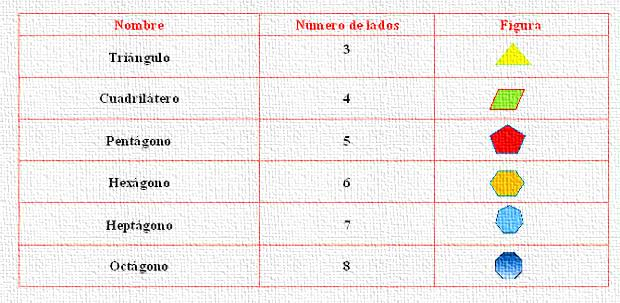 Nombre Número de lados Figura
Triángulo 3
Cuadrilátero 4
Pentágono 5
Hexágono 6
Heptágono 7
Octágono 8